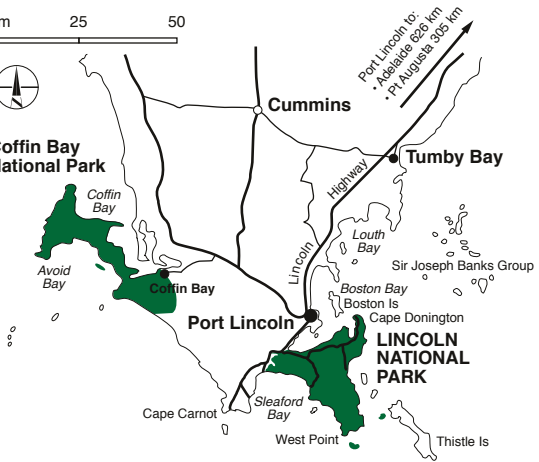 25
50
Port Lincoln to:
• Adelaide 626 km
• Pt Augusta 305 km
Cummins
Tumby Bay
Highway
Lincoln
Coffin
Bay
Avoid
Bay
Coffin Bay
Louth
Bay
Sir Joseph Banks Group
Boston Bay
Boston Is
Cape Donington
Port Lincoln
LINCOLN
NATIONAL
PARK
Cape Carnot
Sleaford
Bay
West Point
Thistle Is
offin Bay
ational Park
m
N